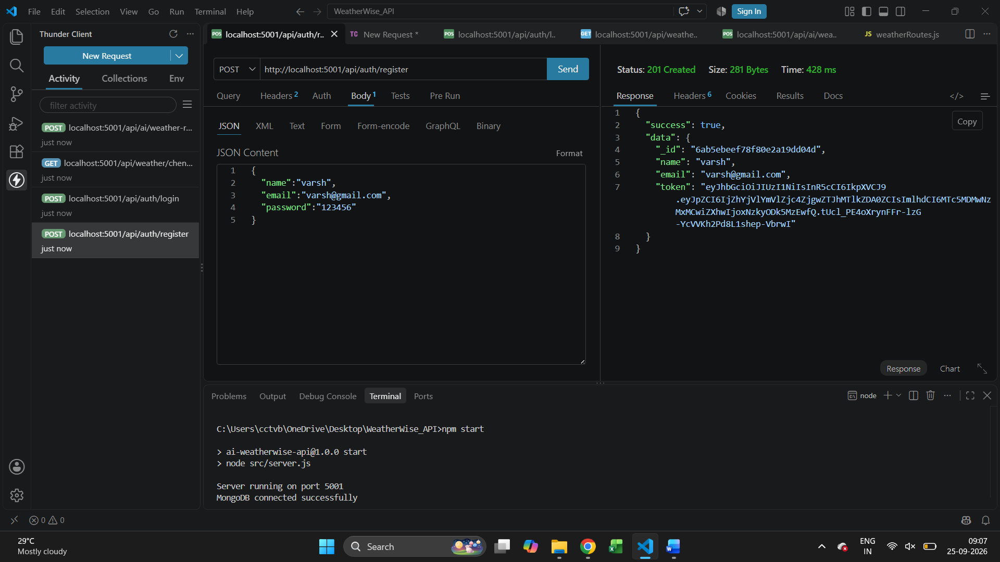 File Edit Selection View Go Run Terminal Help
WeatherWise_API
Sign In
Thunder Client
New Request
Activity Collections Env
filter activity
POST localhost:5001/api/ai/weather-r...
just now
GET localhost:5001/api/weather/chen...
just now
POST localhost:5001/api/auth/login
just now
POST localhost:5001/api/auth/register
just now
POS localhost:5001/api/auth/r..
TC New Request *
POS localhost:5001/api/auth/l..
GET localhost:5001/api/weathe..
POS localhost:5001/api/ai/wea..
JS weatherRoutes.js
POST http://localhost:5001/api/auth/register Send
Query Headers 2 Auth Body 1 Tests Pre Run
JSON XML Text Form Form-encode GraphQL Binary
JSON Content Format
1 {
2 "name":"varsh",
3 "email":"varsh@gmail.com",
4 "password":"123456"
5 }
Status: 201 Created Size: 281 Bytes Time: 428 ms
Response Headers 6 Cookies Results Docs </>
Copy
1 {
2 "success": true,
3 "data": {
4 "_id": "6ab5ebeef78f80e2a19dd04d",
5 "name": "varsh",
6 "email": "varsh@gmail.com",
7 "token": "eyJhbGciOiJIUzI1NiIsInR5cCI6IkpXVCJ9
.eyJpZCI6IjZhYjVlYmVlZjc4ZjgwZTJhMTlkZDA0ZCIsImlhdCI6MTc5MDMwNz
MxMCwiZXhwIjoxNzkyODk5MzEwfQ.tUcl_PE4oXrynFFr-lzG
-YcVVKh2Pd8L1shep-VbrwI"
8 }
9 }
Response Chart
Problems Output Debug Console Terminal Ports
node
C:\Users\cctvb\OneDrive\Desktop\WeatherWise_API>npm start
> ai-weatherwise-api@1.0.0 start
> node src/server.js
Server running on port 5001
MongoDB connected successfully
0 0
29°C
Mostly cloudy
Search
ENG
IN
09:07
25-09-2026